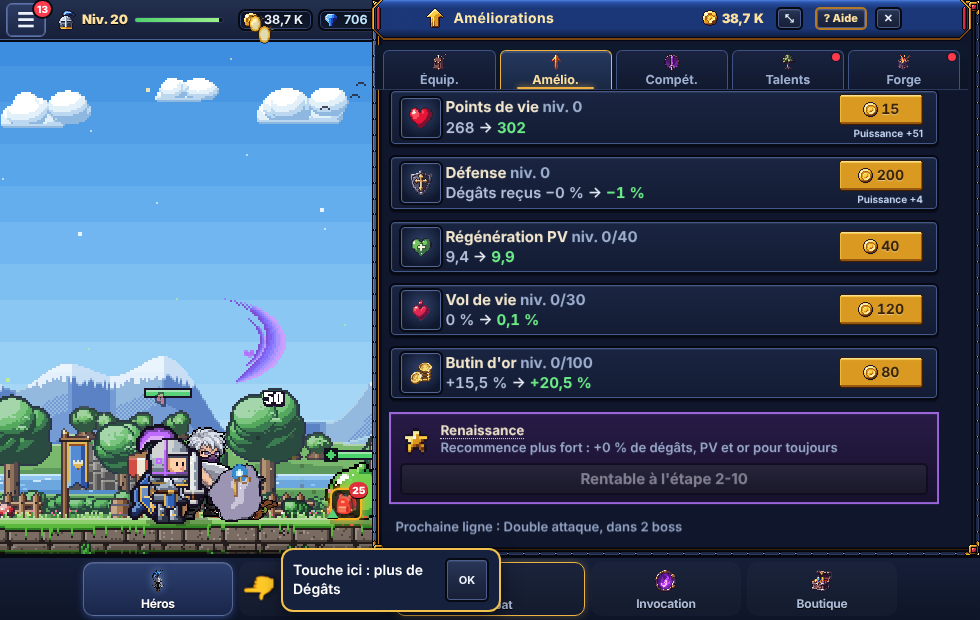 13
Niv. 20
38,7 K
706
Améliorations
38,7 K
? Aide
Équip.
Amélio.
Compét.
Talents
Forge
Points de vie niv. 0
268 → 302
15
Puissance +51
Défense niv. 0
Dégâts reçus −0 % → −1 %
200
Puissance +4
Régénération PV niv. 0/40
9,4 → 9,9
40
Vol de vie niv. 0/30
0 % → 0,1 %
120
Butin d'or niv. 0/100
+15,5 % → +20,5 %
80
50
25
Renaissance
Recommence plus fort : +0 % de dégâts, PV et or pour toujours
Rentable à l'étape 2-10
Prochaine ligne : Double attaque, dans 2 boss
Touche ici : plus de
Dégâts
OK
Héros
Invocation
Boutique